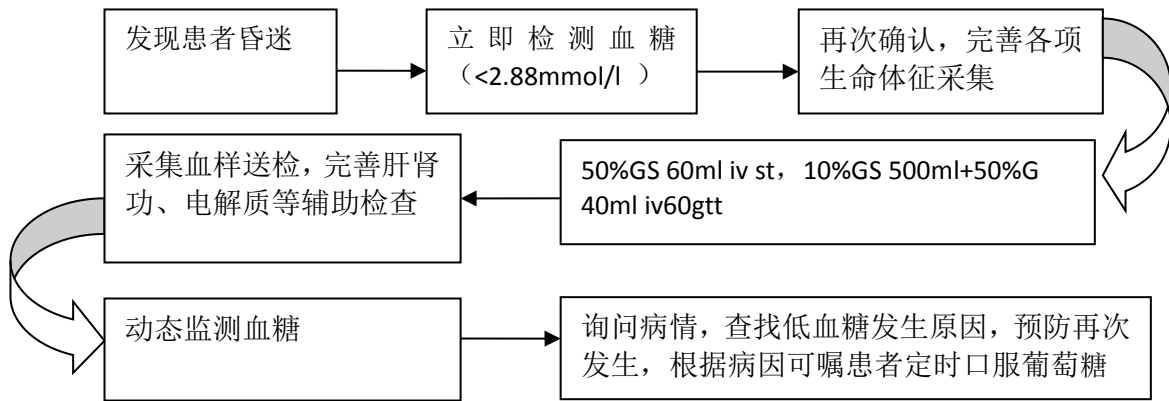 发现患者昏迷
立即检测血糖
（<2.88mmol/l ）
再次确认，完善各项
生命体征采集
50%GS 60ml iv st，10%GS 500ml+50%G
40ml iv60gtt
采集血样送检，完善肝肾
功、电解质等辅助检查
动态监测血糖
询问病情，查找低血糖发生原因，预防再次
发生，根据病因可嘱患者定时口服葡萄糖